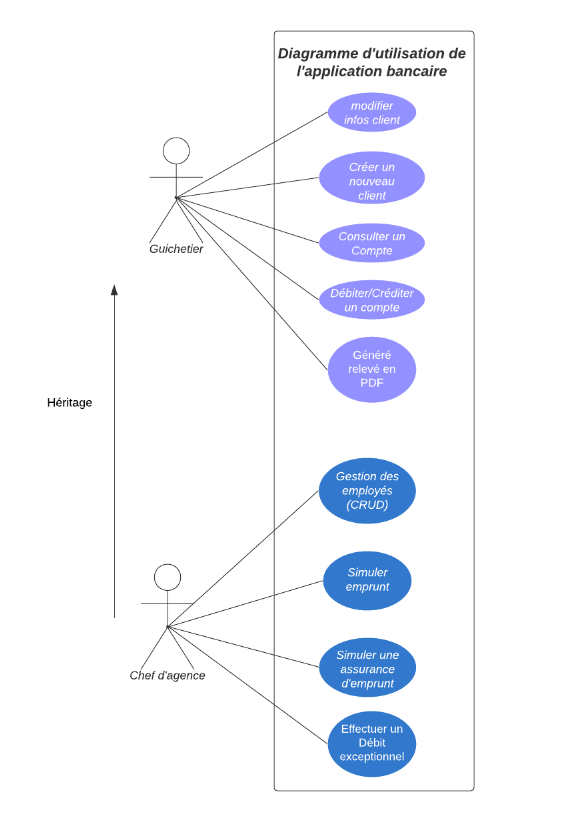 Diagramme d'utilisation de
l'application bancaire
modifier
infos client
Créer un
nouveau
client
Guichetier
Consulter un
Compte
Débiter/Créditer
un compte
Généré
relevé en
PDF
Héritage
Gestion des
employés
(CRUD)
Simuler
emprunt
Chef d'agence
Simuler une
assurance
d'emprunt
Effectuer un
Débit
exceptionnel